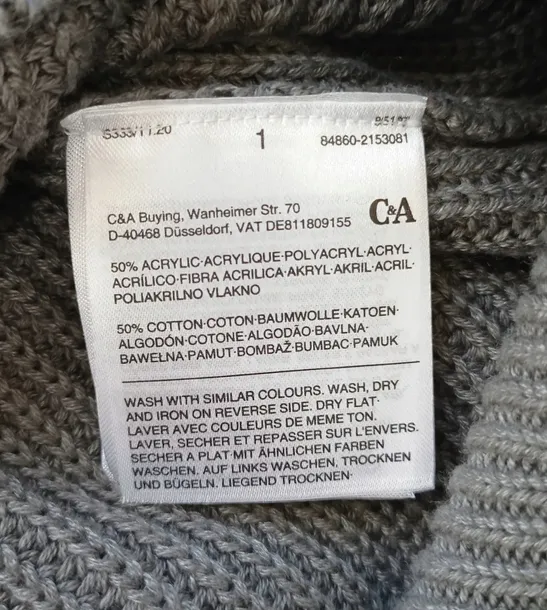 1
84860-2153081
C&A Buying, Wanheimer Str. 70
D-40468 Düsseldorf, VAT DE811809155
C&A
50% ACRYLIC·ACRYLIQUE·POLYACRYL·ACRYL·
ACRÍLICO·FIBRA ACRILICA·AKRYL·AKRIL·ACRIL·
POLIAKRILNO VLAKNO
50% COTTON·COTON·BAUMWOLLE·KATOEN·
ALGODÓN·COTONE·ALGODÃO·BAVLNA·
BAWEŁNA·PAMUT·BOMBAŽ·BUMBAC·PAMUK
WASH WITH SIMILAR COLOURS. WASH, DRY
AND IRON ON REVERSE SIDE. DRY FLAT·
LAVER AVEC COULEURS DE MEME TON.
LAVER, SECHER ET REPASSER SUR L'ENVERS.
SECHER A PLAT·MIT ÄHNLICHEN FARBEN
WASCHEN. AUF LINKS WASCHEN, TROCKNEN
UND BÜGELN. LIEGEND TROCKNEN·